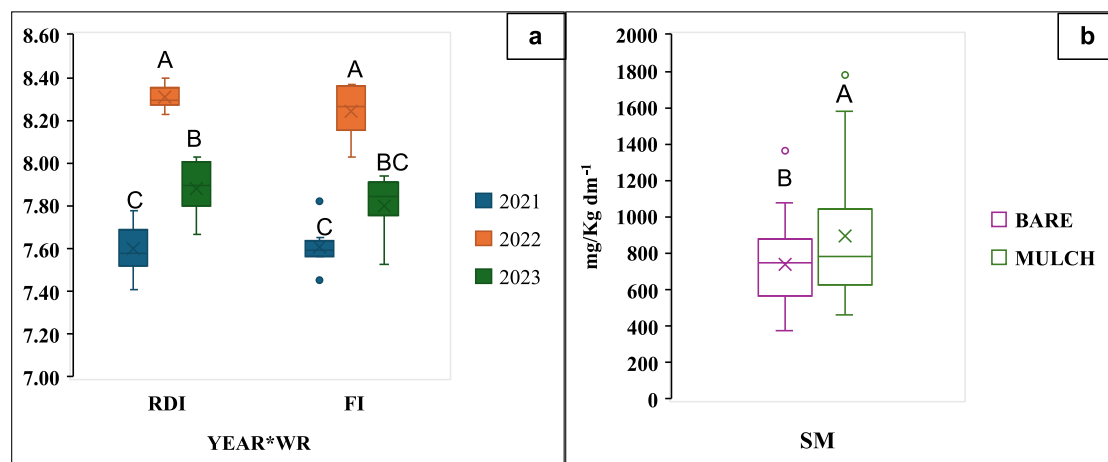 a
8.60
8.40
8.20
8.00
7.80
7.60
7.40
7.20
7.00
A
A
B
BC
C
C
RDI
FI
YEAR*WR
2021
2022
2023
b
2000
1800
1600
1400
1200
1000
800
600
400
200
0
mg/Kg dm⁻¹
B
A
SM
BARE
MULCH